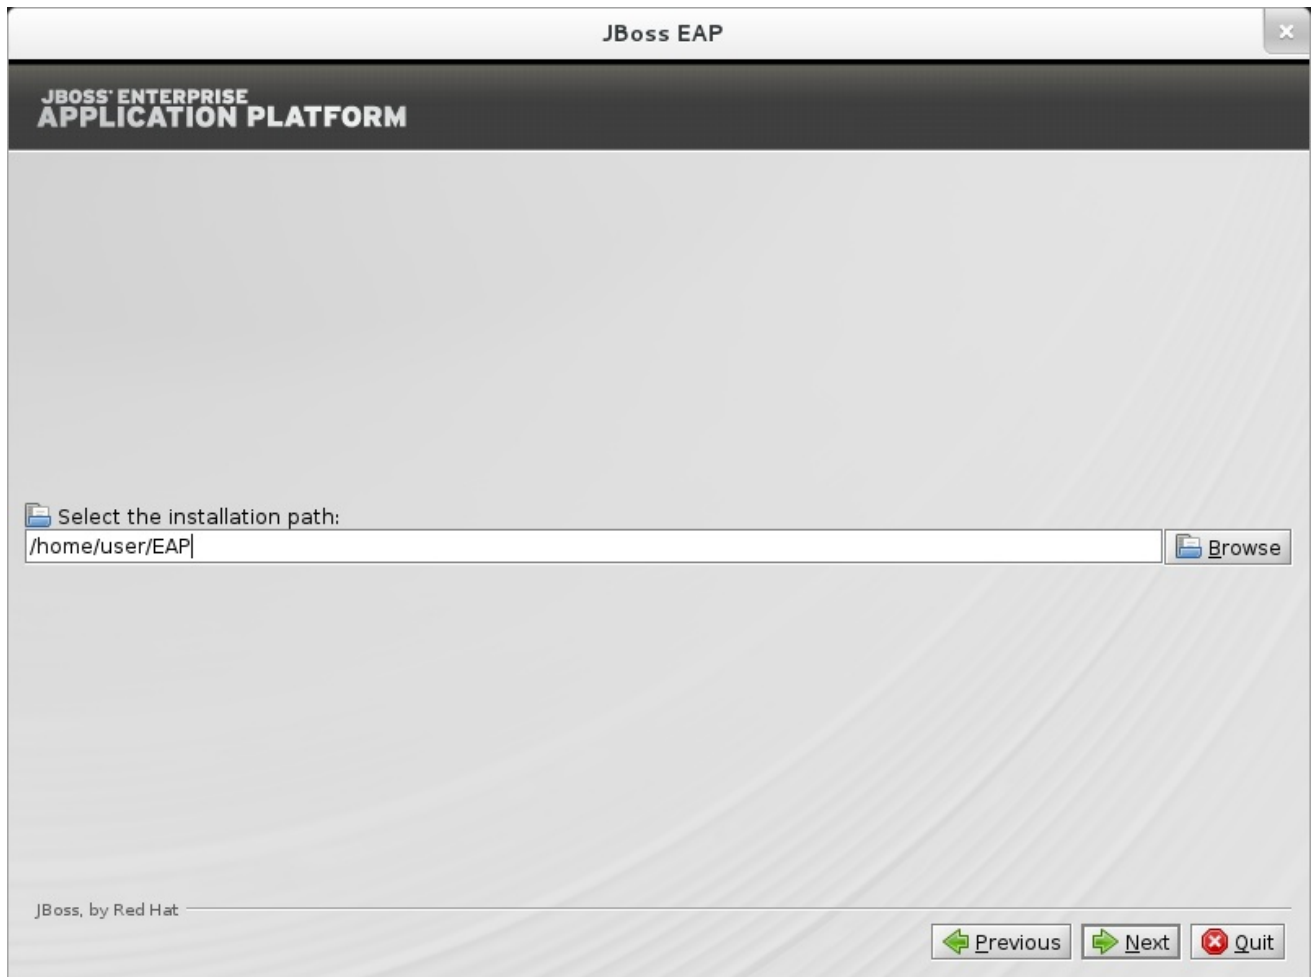 JBoss EAP
JBOSS® ENTERPRISE
APPLICATION PLATFORM
Select the installation path:
/home/user/EAP
Browse
JBoss, by Red Hat
Previous Next Quit